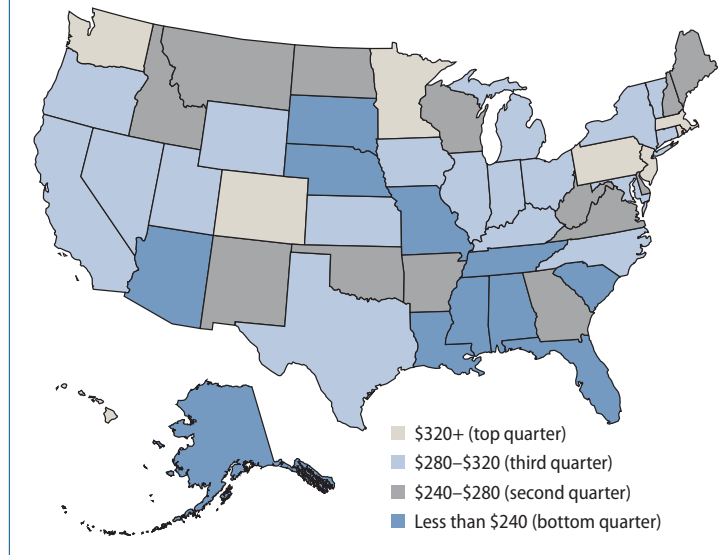 $320+ (top quarter)
$280–$320 (third quarter)
$240–$280 (second quarter)
Less than $240 (bottom quarter)